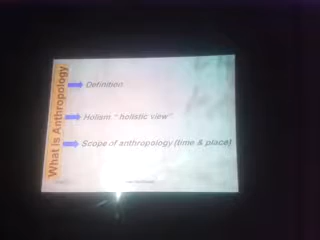 What is Anthropology
Definition
Holism " holistic view"
Scope of anthropology (time & place)